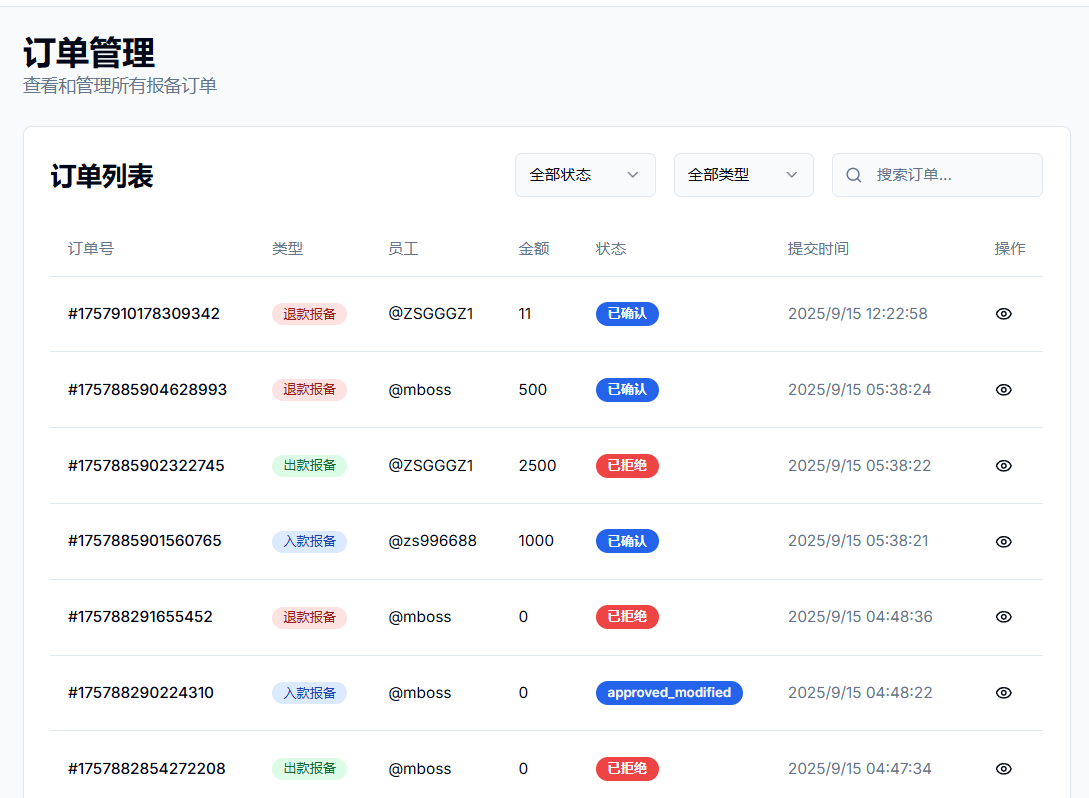 订单管理
查看和管理所有报备订单
订单列表 全部状态 全部类型 搜索订单...
订单号 类型 员工 金额 状态 提交时间 操作
#1757910178309342 退款报备 @ZSGGGZ1 11 已确认 2025/9/15 12:22:58
#1757885904628993 退款报备 @mboss 500 已确认 2025/9/15 05:38:24
#1757885902322745 出款报备 @ZSGGGZ1 2500 已拒绝 2025/9/15 05:38:22
#1757885901560765 入款报备 @zs996688 1000 已确认 2025/9/15 05:38:21
#175788291655452 退款报备 @mboss 0 已拒绝 2025/9/15 04:48:36
#175788290224310 入款报备 @mboss 0 approved_modified 2025/9/15 04:48:22
#1757882854272208 出款报备 @mboss 0 已拒绝 2025/9/15 04:47:34